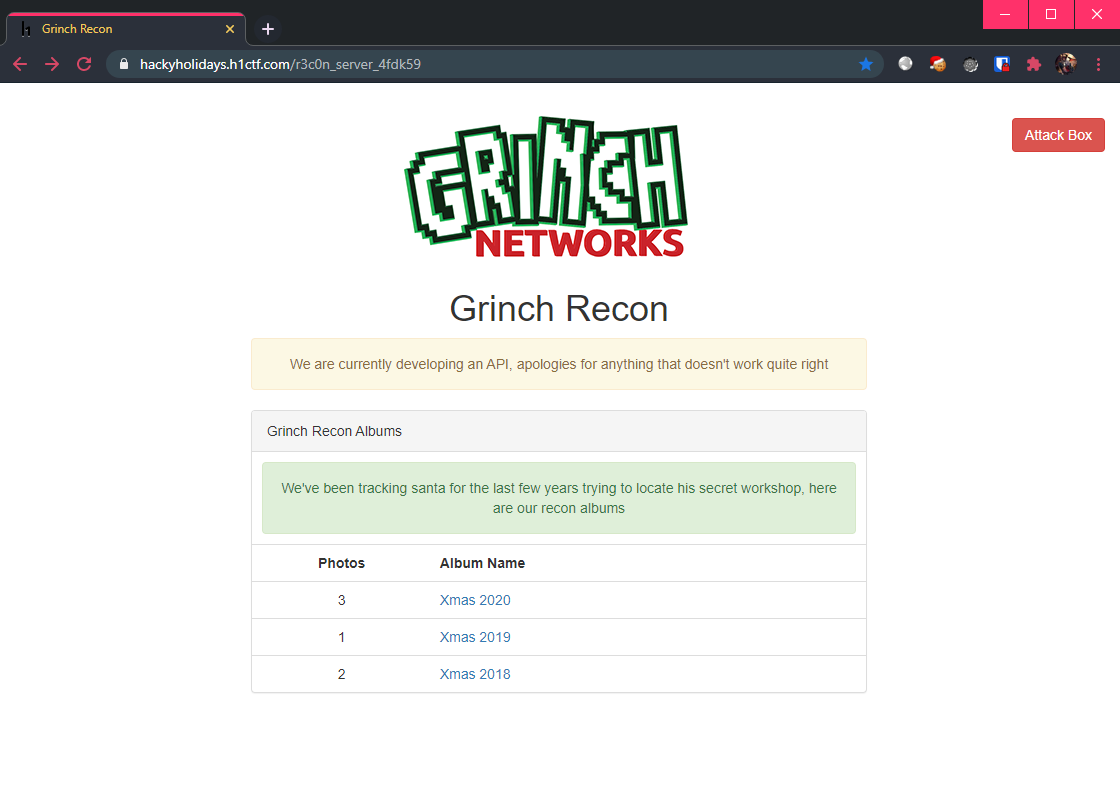 Grinch Recon
hackyholidays.h1ctf.com/r3c0n_server_4fdk59
Attack Box
GRINCH
NETWORKS
Grinch Recon
We are currently developing an API, apologies for anything that doesn't work quite right
Grinch Recon Albums
We've been tracking santa for the last few years trying to locate his secret workshop, here
are our recon albums
Photos Album Name
3 Xmas 2020
1 Xmas 2019
2 Xmas 2018